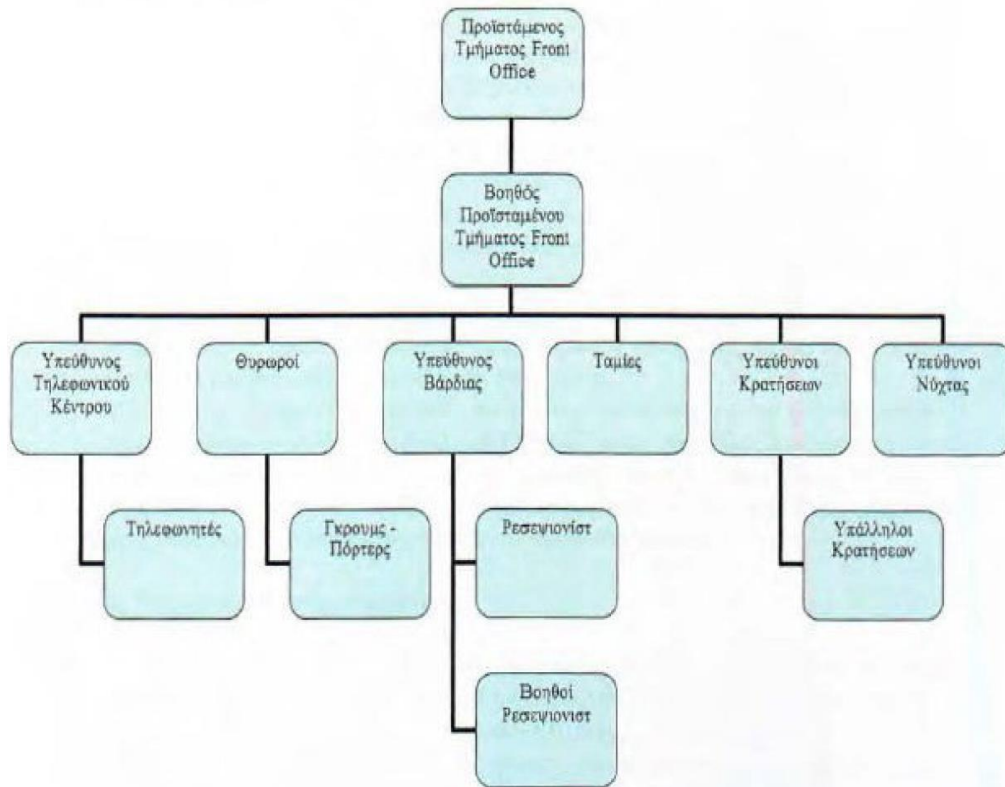 Προϊστάμενος
Τμήματος Front
Office
Βοηθός
Προϊσταμένου
Τμήματος Front
Office
Υπεύθυνος
Τηλεφωνικού
Κέντρου
Θυρωροί
Υπεύθυνος
Βάρδιας
Ταμίες
Υπεύθυνοι
Κρατήσεων
Υπεύθυνοι
Νύχτας
Τηλεφωνητές
Γκρουμς -
Πόρτερς
Ρεσεψιονίστ
Υπάλληλοι
Κρατήσεων
Βοηθοί
Ρεσεψιονιστ